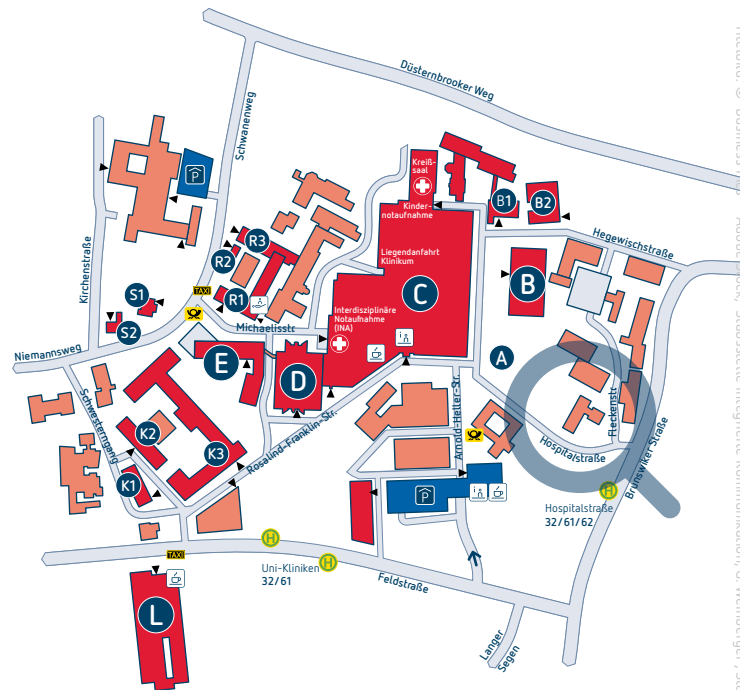 Düsternbrooker Weg
Schwanenweg
P
Kreiß-
saal
Kinder-
notaufnahme
B1
B2
Hegewischstraße
Kirchenstraße
R3
R2
R1
Liegendanfahrt
Klinikum
C
B
S1
S2
TAXI
Michaelisstr.
Interdisziplinäre
Notaufnahme
(INA)
Niemannsweg
E
D
A
Fleckenstr.
Schwesterngang
K2
K3
K1
Rosalind-Franklin-Str.
Arnold-Heller-Str.
Hospitalstraße
Brunswiker Straße
P
H
Hospitalstraße
32/61/62
TAXI
H
H
Uni-Kliniken
32/61
Feldstraße
L
Langer
Segen